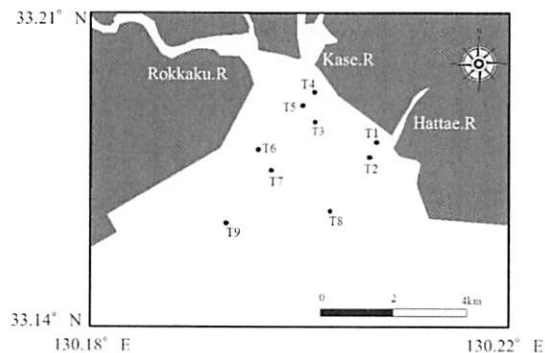 33.21° N
N
Rokkaku.R
Kase.R
Hattae.R
T4
T5
T3
T1
T2
T6
T7
T8
T9
0 2 4km
33.14° N
130.18° E 130.22° E